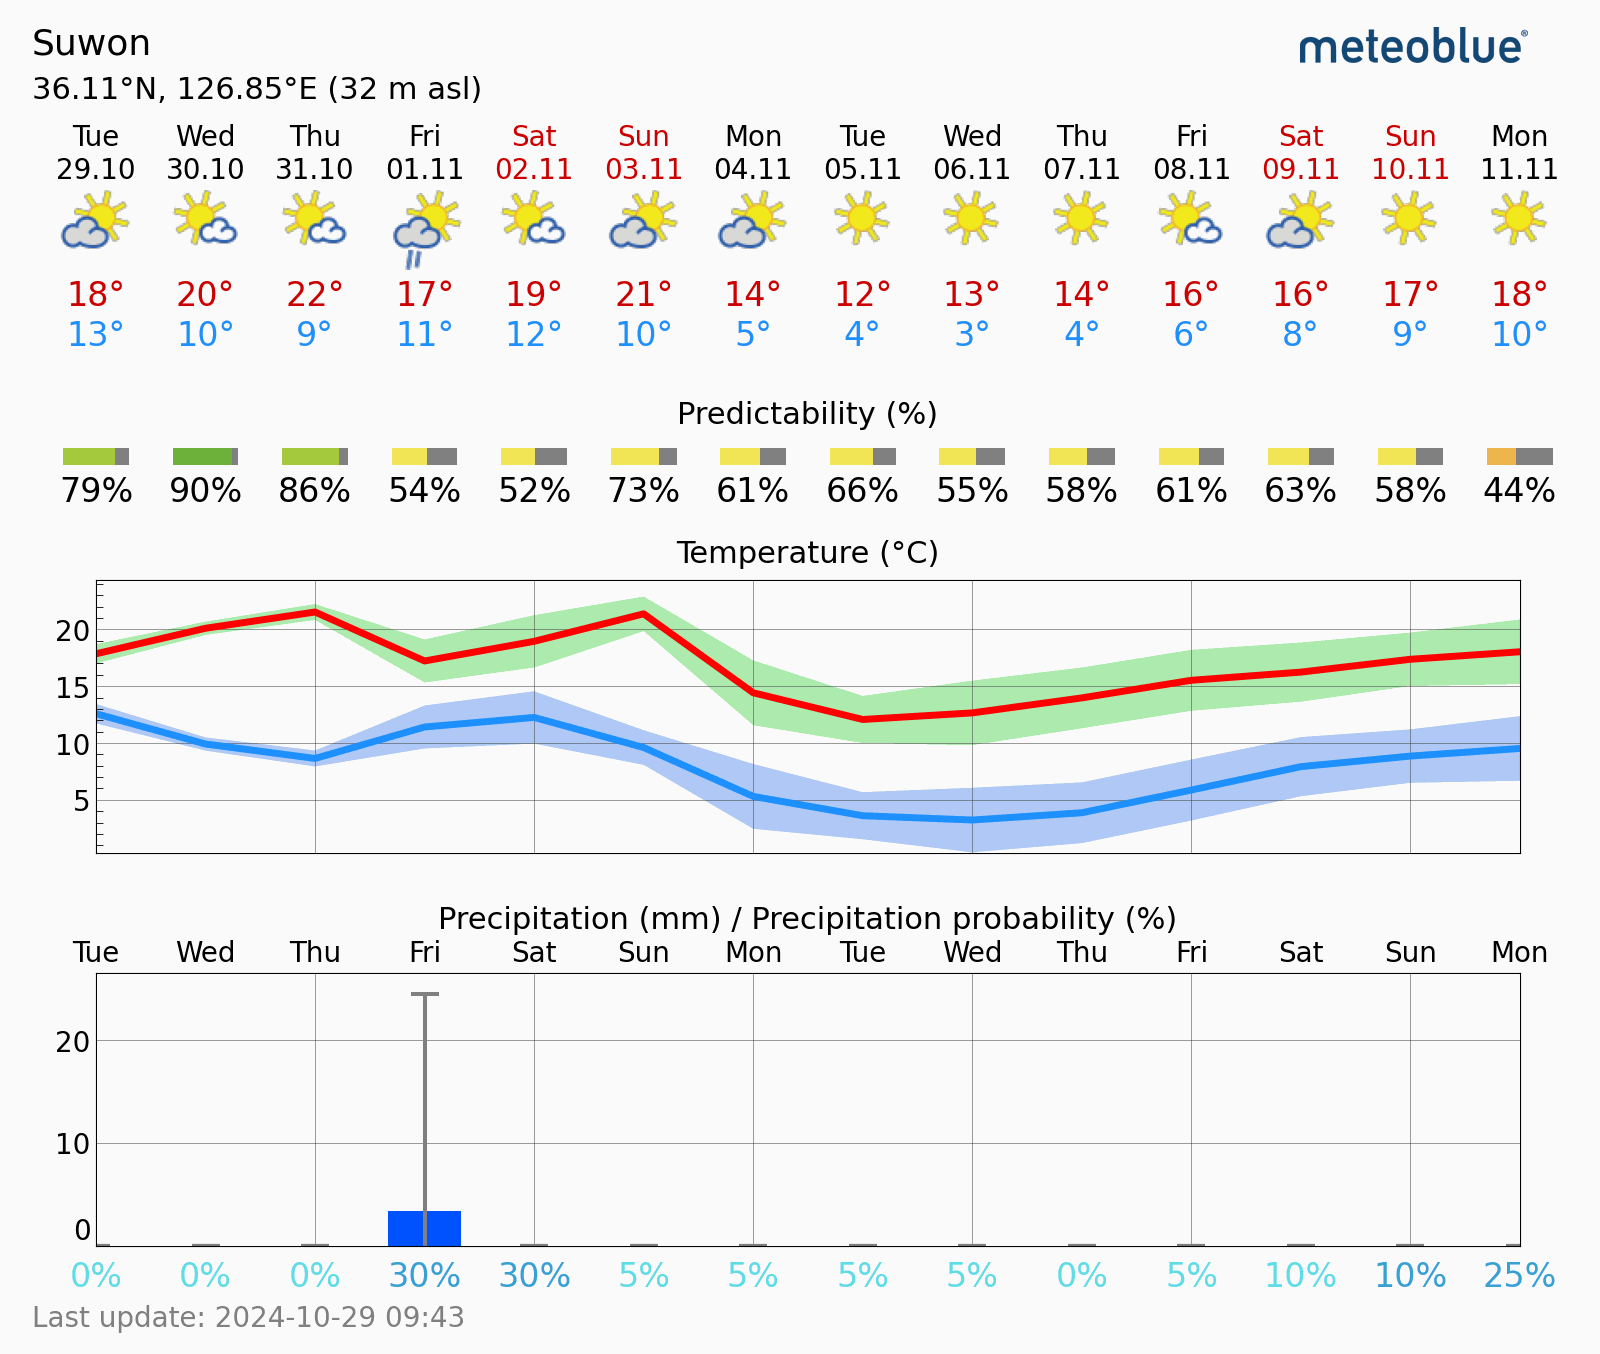 Suwon
meteoblue®
36.11°N, 126.85°E (32 m asl)
Tue Wed Thu Fri Sat Sun Mon Tue Wed Thu Fri Sat Sun Mon
29.10 30.10 31.10 01.11 02.11 03.11 04.11 05.11 06.11 07.11 08.11 09.11 10.11 11.11
18° 20° 22° 17° 19° 21° 14° 12° 13° 14° 16° 16° 17° 18°
13° 10° 9° 11° 12° 10° 5° 4° 3° 4° 6° 8° 9° 10°
Predictability (%)
79% 90% 86% 54% 52% 73% 61% 66% 55% 58% 61% 63% 58% 44%
Temperature (°C)
20
15
10
5
Precipitation (mm) / Precipitation probability (%)
Tue Wed Thu Fri Sat Sun Mon Tue Wed Thu Fri Sat Sun Mon
20
10
0
0% 0% 0% 30% 30% 5% 5% 5% 5% 0% 5% 10% 10% 25%
Last update: 2024-10-29 09:43